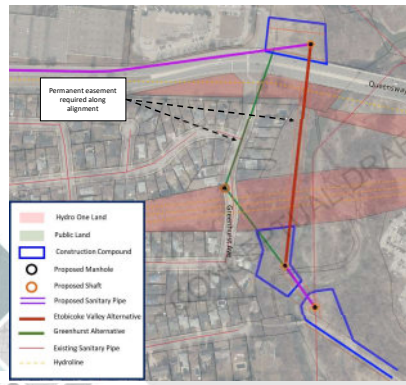 Permanent easement
required along
alignment
Queensway
Greenhurst Ave
Hydro One Land
Public Land
Construction Compound
Proposed Manhole
Proposed Shaft
Proposed Sanitary Pipe
Etobicoke Valley Alternative
Greenhurst Alternative
Existing Sanitary Pipe
Hydroline